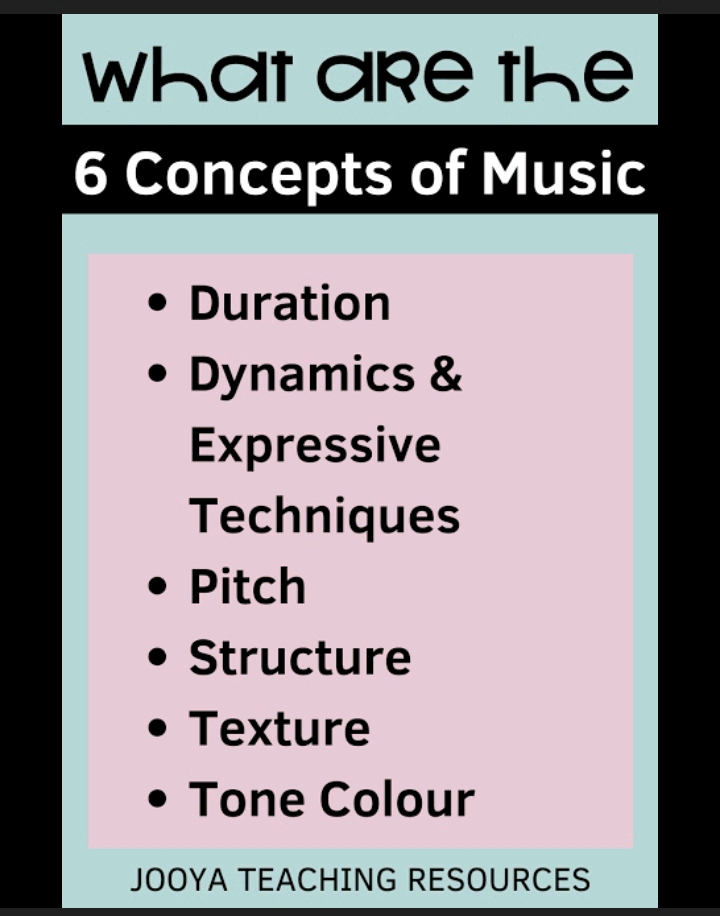 what are the
6 Concepts of Music
• Duration
• Dynamics &
Expressive
Techniques
• Pitch
• Structure
• Texture
• Tone Colour
JOOYA TEACHING RESOURCES